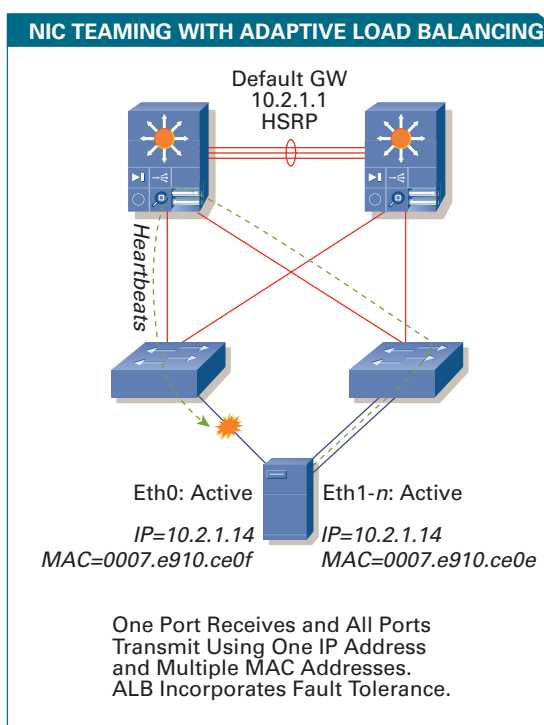 NIC TEAMING WITH ADAPTIVE LOAD BALANCING
Default GW
10.2.1.1
HSRP
Heartbeats
Eth0: Active
Eth1-n: Active
IP=10.2.1.14
MAC=0007.e910.ce0f
IP=10.2.1.14
MAC=0007.e910.ce0e
One Port Receives and All Ports
Transmit Using One IP Address
and Multiple MAC Addresses.
ALB Incorporates Fault Tolerance.